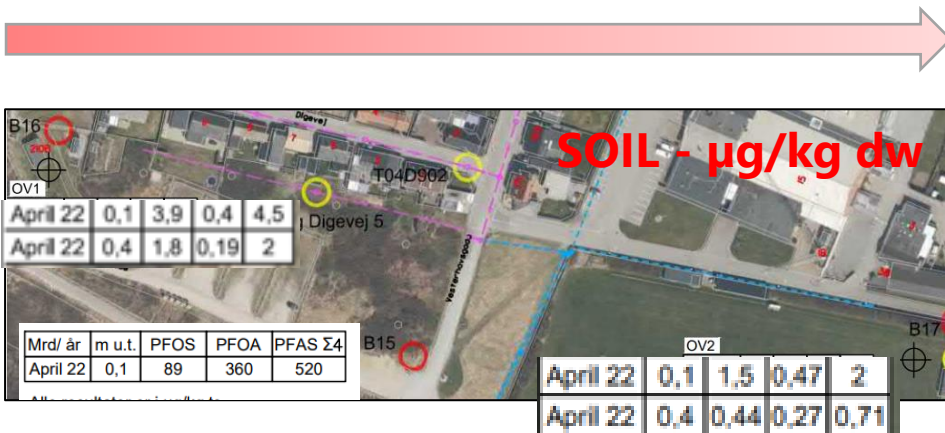 SOIL - µg/kg dw
B16
Digevej
T04D902
OV1
April 22 0,1 3,9 0,4 4,5
April 22 0,4 1,8 0,19 2
Digevej 5
Vesternovgade
Mrd/ år m u.t. PFOS PFOA PFAS Σ4
April 22 0,1 89 360 520
B15
OV2
B17
April 22 0,1 1,5 0,47 2
April 22 0,4 0,44 0,27 0,71